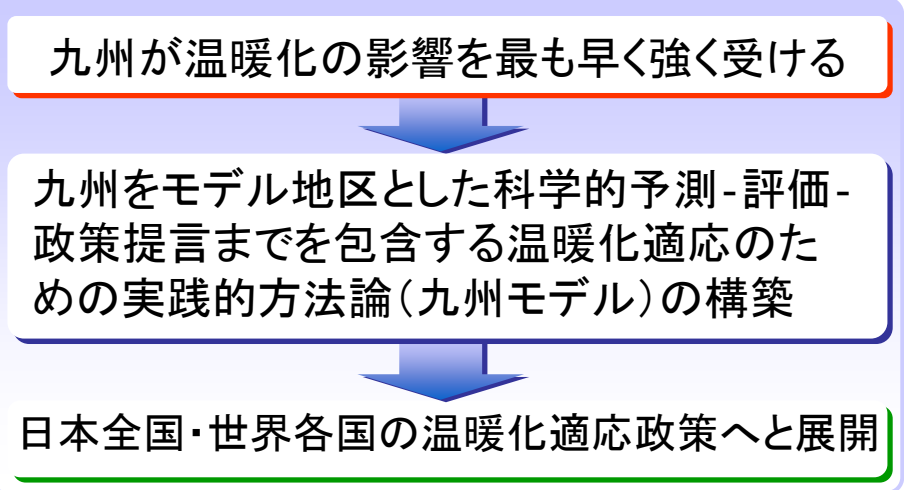 九州が温暖化の影響を最も早く強く受ける
九州をモデル地区とした科学的予測-評価-
政策提言までを包含する温暖化適応のた
めの実践的方法論（九州モデル）の構築
日本全国・世界各国の温暖化適応政策へと展開